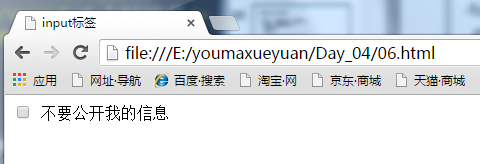 input标签
file:///E:/youmaxueyuan/Day_04/06.html
应用 网址·导航 百度·搜索 淘宝·网 京东·商城 天猫·商城
不要公开我的信息